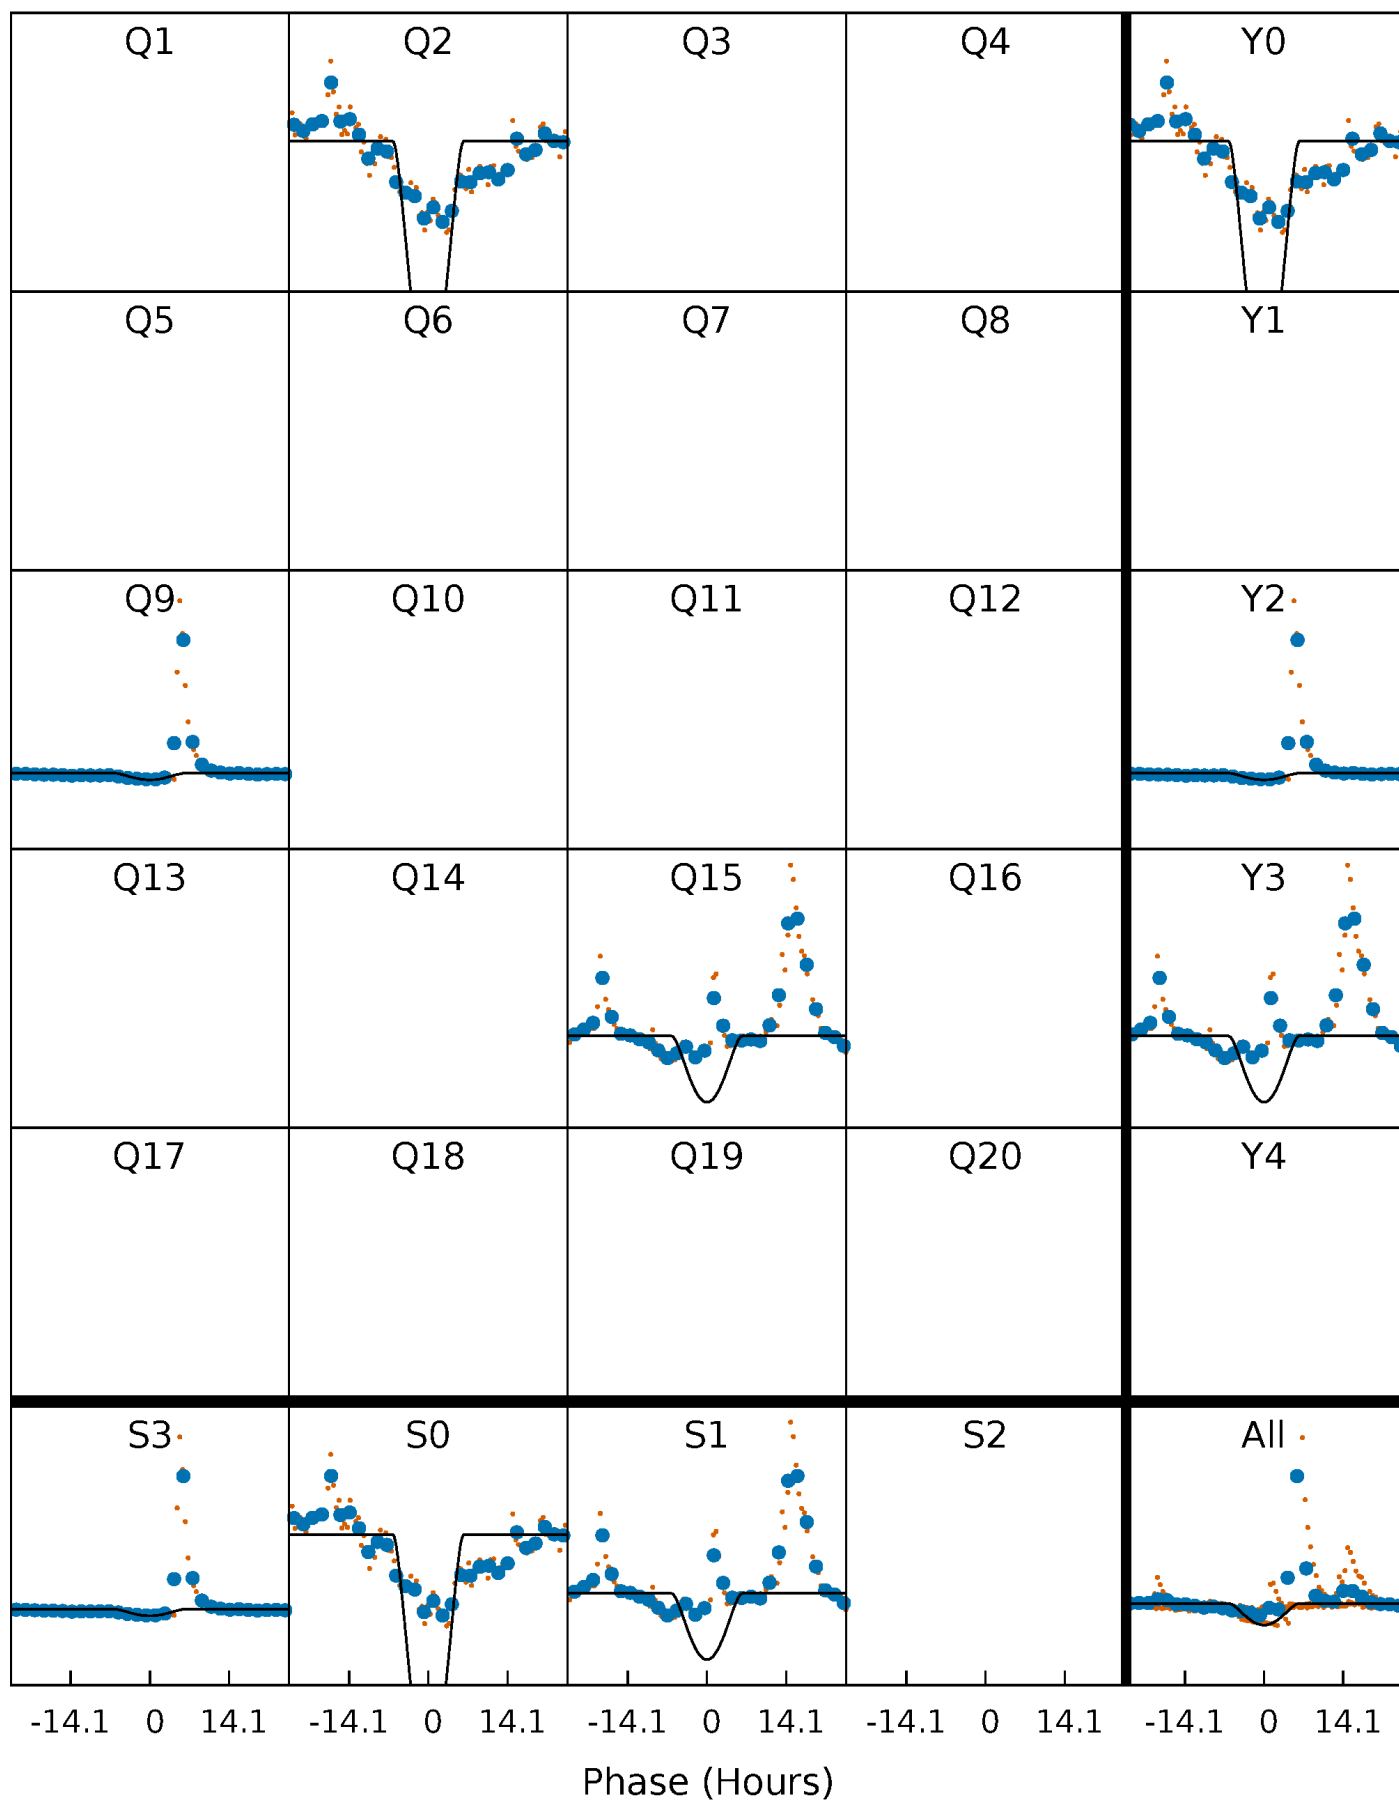 Q1 Q2 Q3 Q4 Y0
Q5 Q6 Q7 Q8 Y1
Q9 Q10 Q11 Q12 Y2
Q13 Q14 Q15 Q16 Y3
Q17 Q18 Q19 Q20 Y4
S3 S0 S1 S2 All
-14.1 0 14.1 -14.1 0 14.1 -14.1 0 14.1 -14.1 0 14.1 -14.1 0 14.1
Phase (Hours)